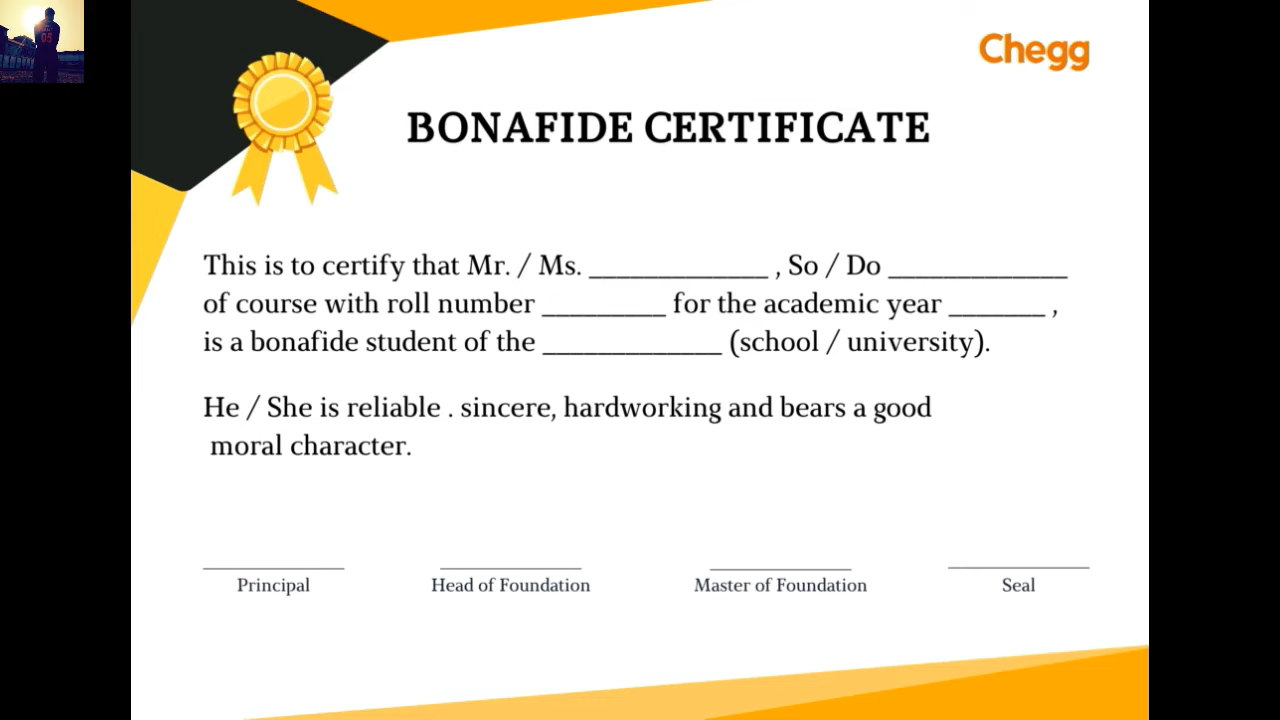 Chegg
BONAFIDE CERTIFICATE
This is to certify that Mr. / Ms. _____________ , So / Do _____________
of course with roll number _________ for the academic year _______ ,
is a bonafide student of the _____________ (school / university).
He / She is reliable . sincere, hardworking and bears a good
moral character.
Principal Head of Foundation Master of Foundation Seal